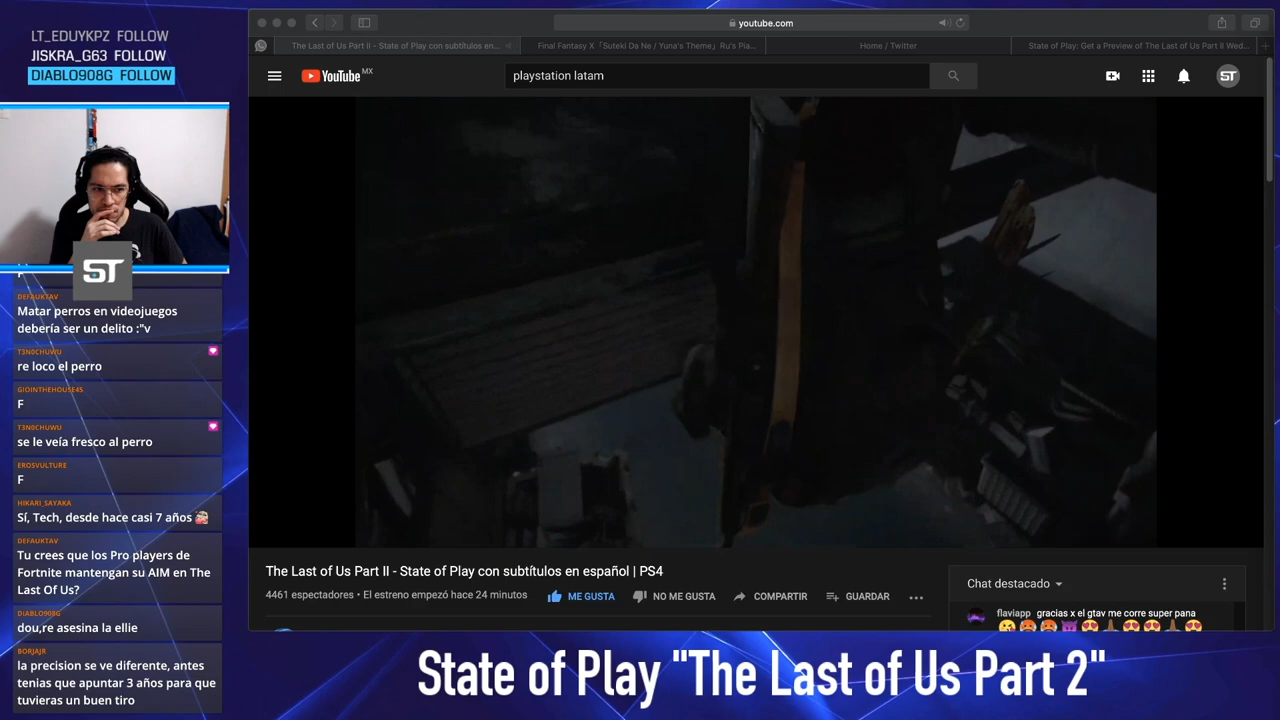 LT_EDUYKPZ FOLLOW
JISKRA_G63 FOLLOW
DIABLO908G FOLLOW
ST
F
DEFAUKTAV
Matar perros en videojuegos
debería ser un delito :"v
T3N0CHUWU
re loco el perro
GIOINTHEHOUSE45
F
T3N0CHUWU
se le veía fresco al perro
EROSVULTURE
F
HIKARI_SAYAKA
Sí, Tech, desde hace casi 7 años
DEFAUKTAV
Tu crees que los Pro players de
Fortnite mantengan su AIM en The
Last Of Us?
DIABLO908G
dou,re asesina la ellie
BORJAJR
la precision se ve diferente, antes
tenias que apuntar 3 años para que
tuvieras un buen tiro
youtube.com
The Last of Us Part II - State of Play con subtítulos en...
Final Fantasy X「Suteki Da Ne / Yuna's Theme」Ru's Pia...
Home / Twitter
State of Play: Get a Preview of The Last of Us Part II Wed...
YouTube MX
playstation latam
ST
The Last of Us Part II - State of Play con subtítulos en español | PS4
4461 espectadores • El estreno empezó hace 24 minutos
ME GUSTA
NO ME GUSTA
COMPARTIR
GUARDAR
Chat destacado
flaviapp gracias x el gtav me corre super pana
State of Play "The Last of Us Part 2"